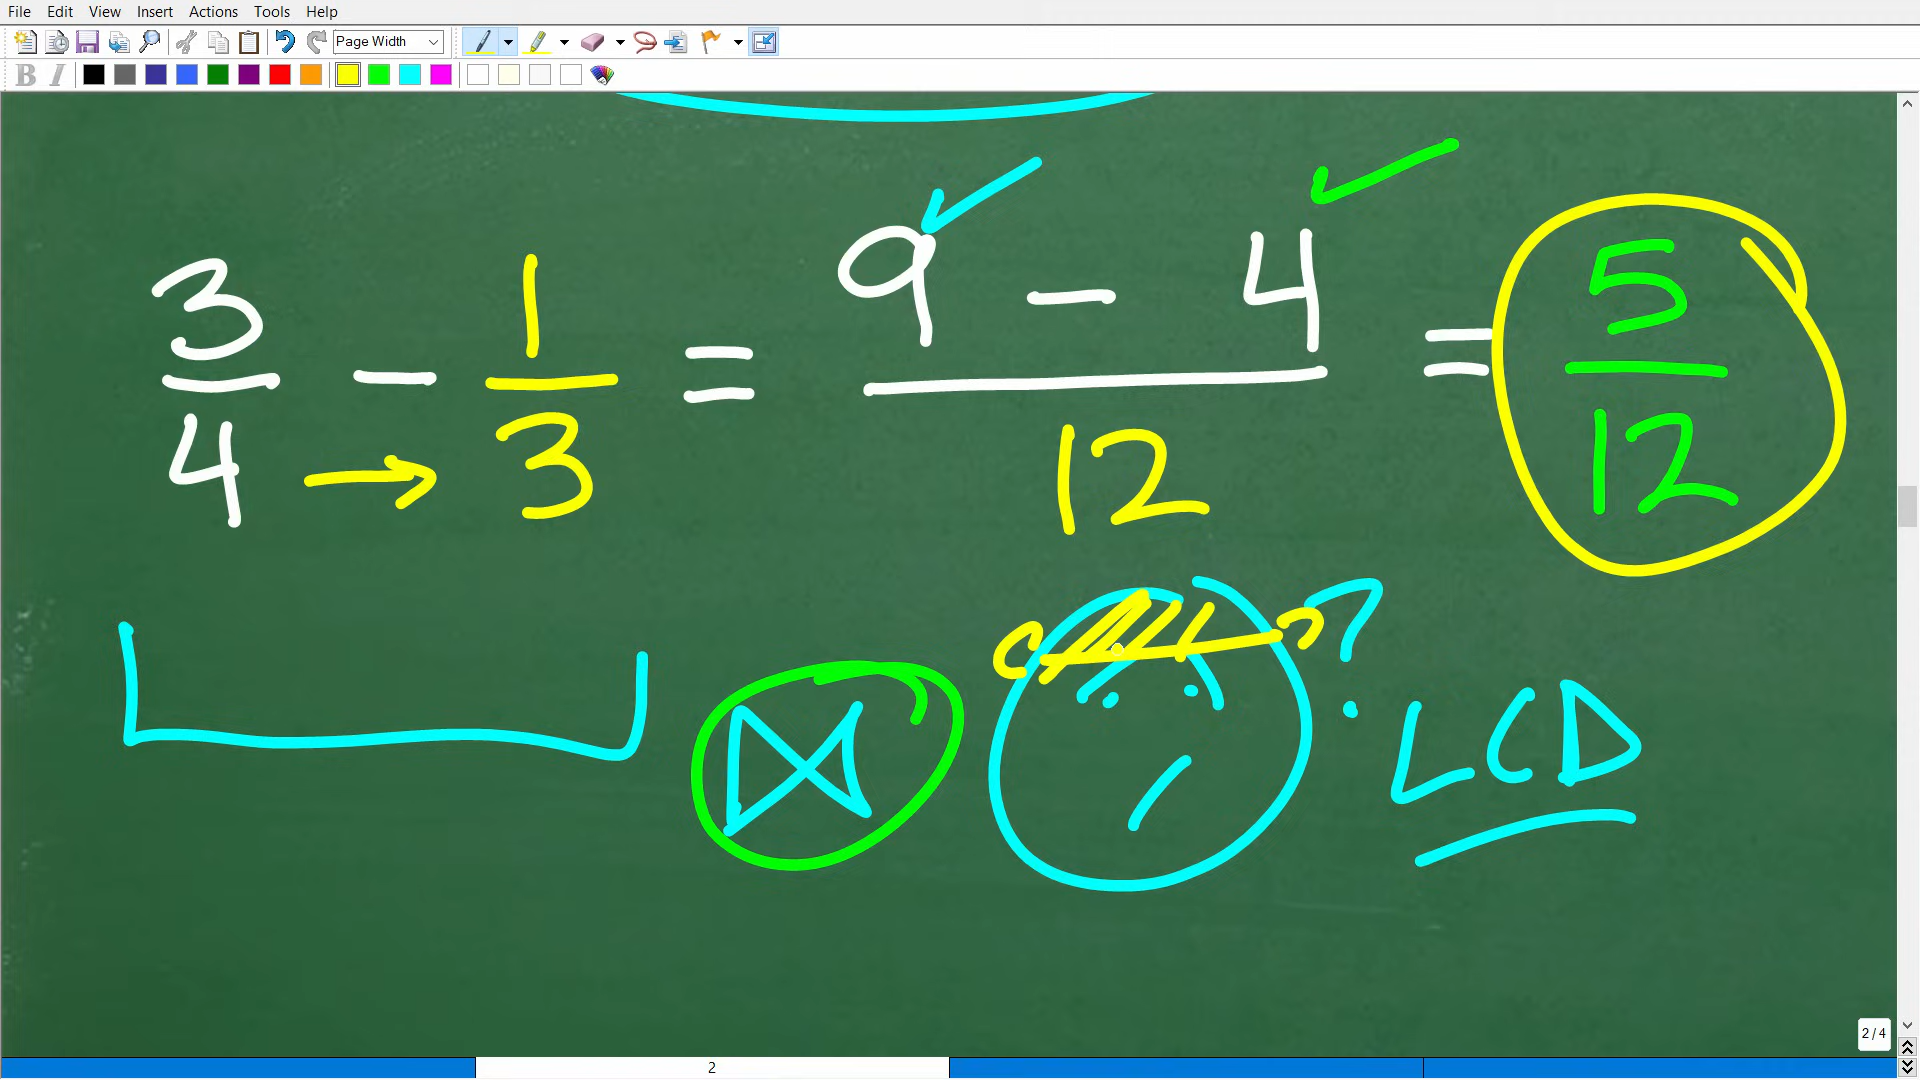 File Edit View Insert Actions Tools Help
Page Width
B I
3/4 - 1/3 = 9 - 4 / 12 = 5/12
→
?
LCD
2 / 4
2